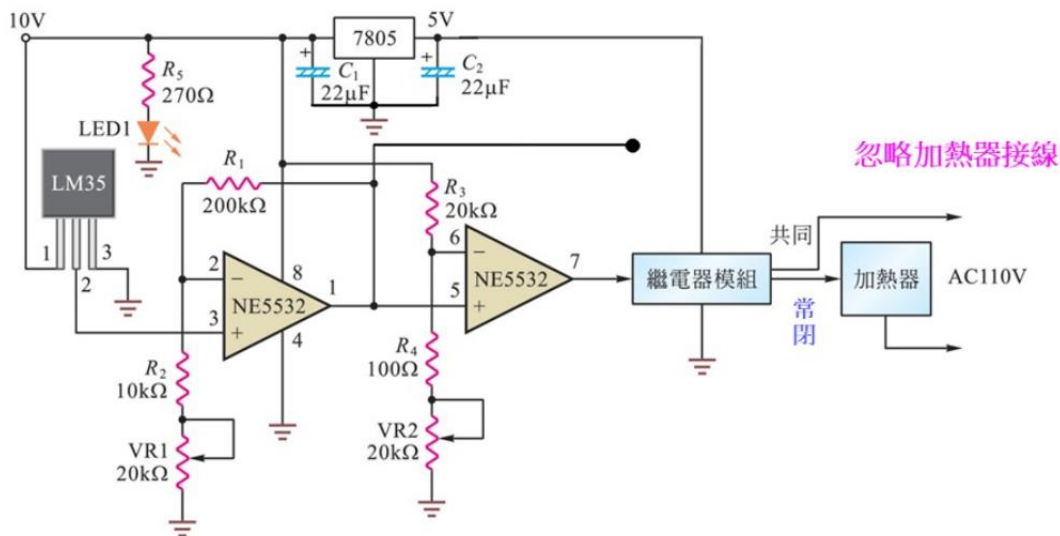 10V
7805
5V
R5
270Ω
+
C1
22μF
+
C2
22μF
LED1
LM35
1
2
3
R1
200kΩ
忽略加熱器接線
R3
20kΩ
2
−
8
NE5532
1
3
+
4
6
−
NE5532
7
5
+
繼電器模組
共同
常
閉
加熱器
AC110V
R2
10kΩ
R4
100Ω
VR1
20kΩ
VR2
20kΩ